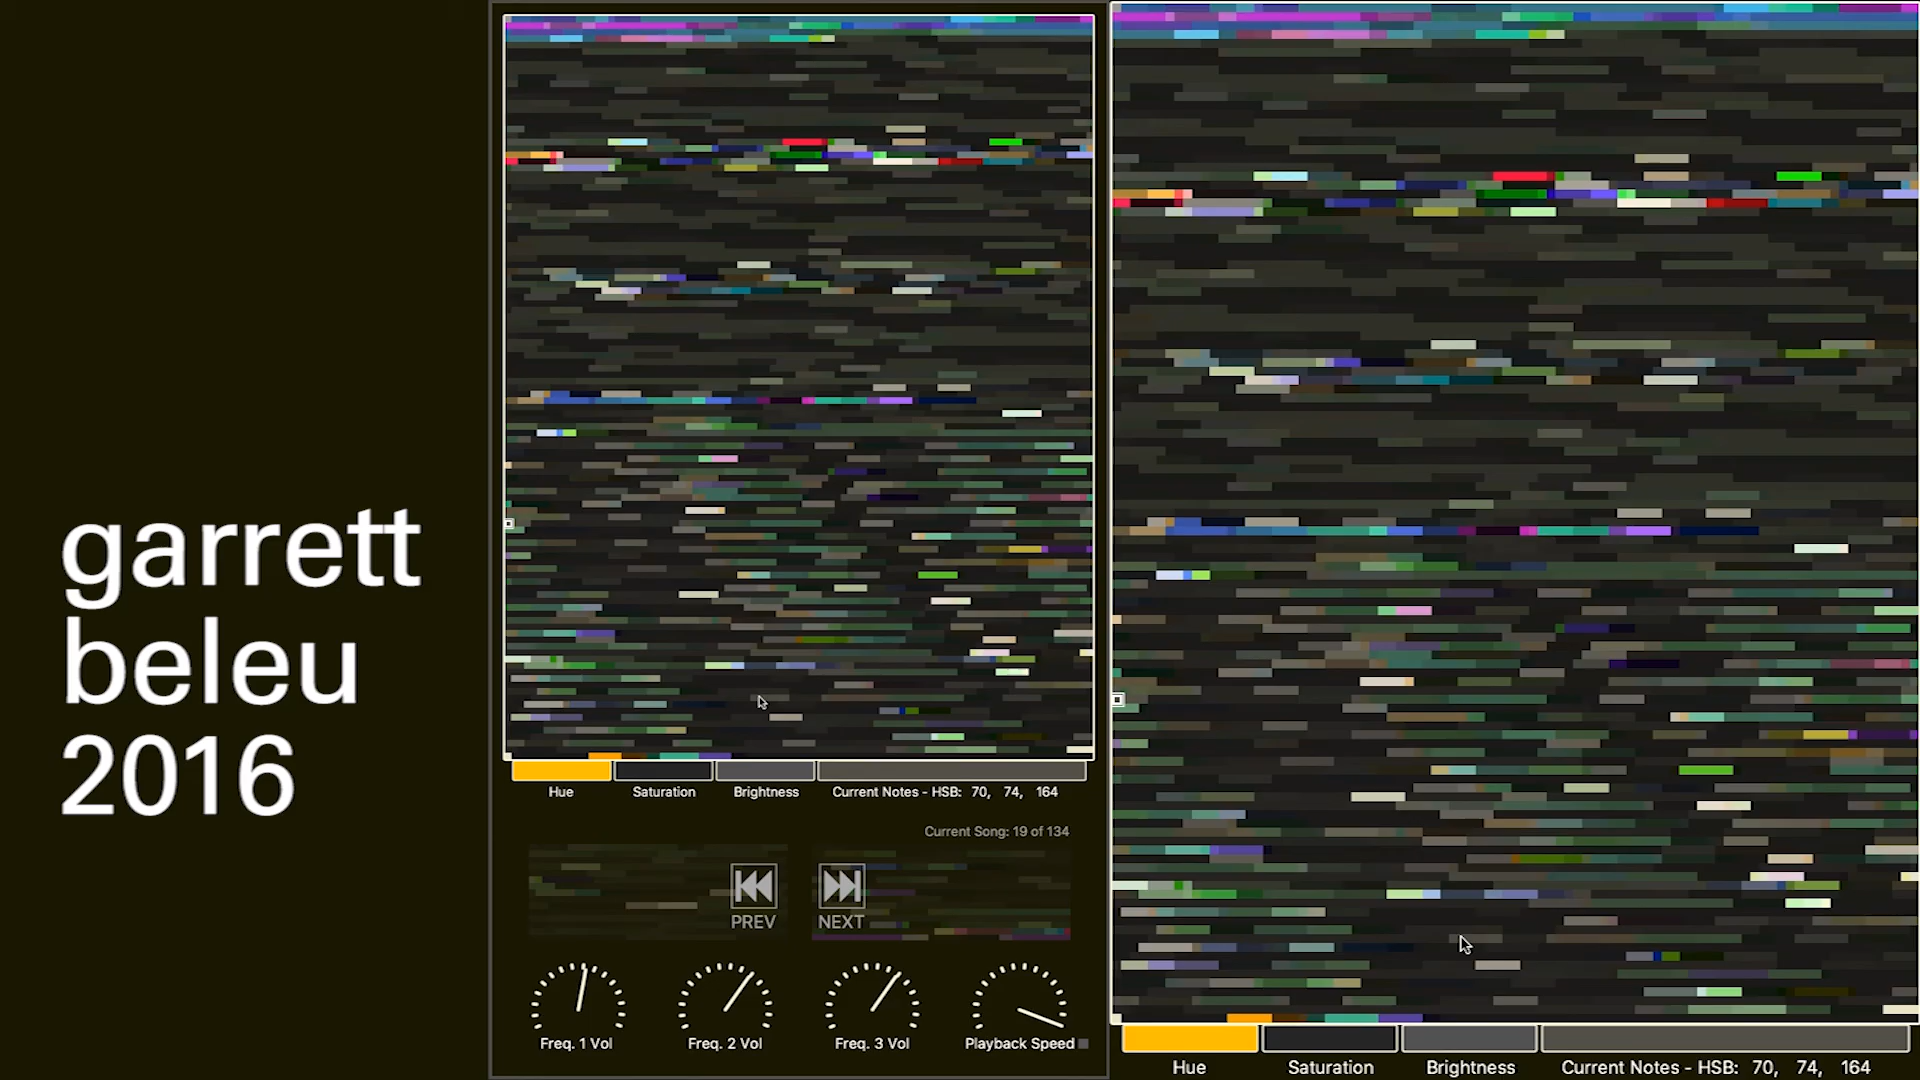 garrett
beleu
2016
Hue Saturation Brightness Current Notes - HSB: 70, 74, 164
Current Song: 19 of 134
PREV NEXT
Freq. 1 Vol Freq. 2 Vol Freq. 3 Vol Playback Speed
Hue Saturation Brightness Current Notes - HSB: 70, 74, 164